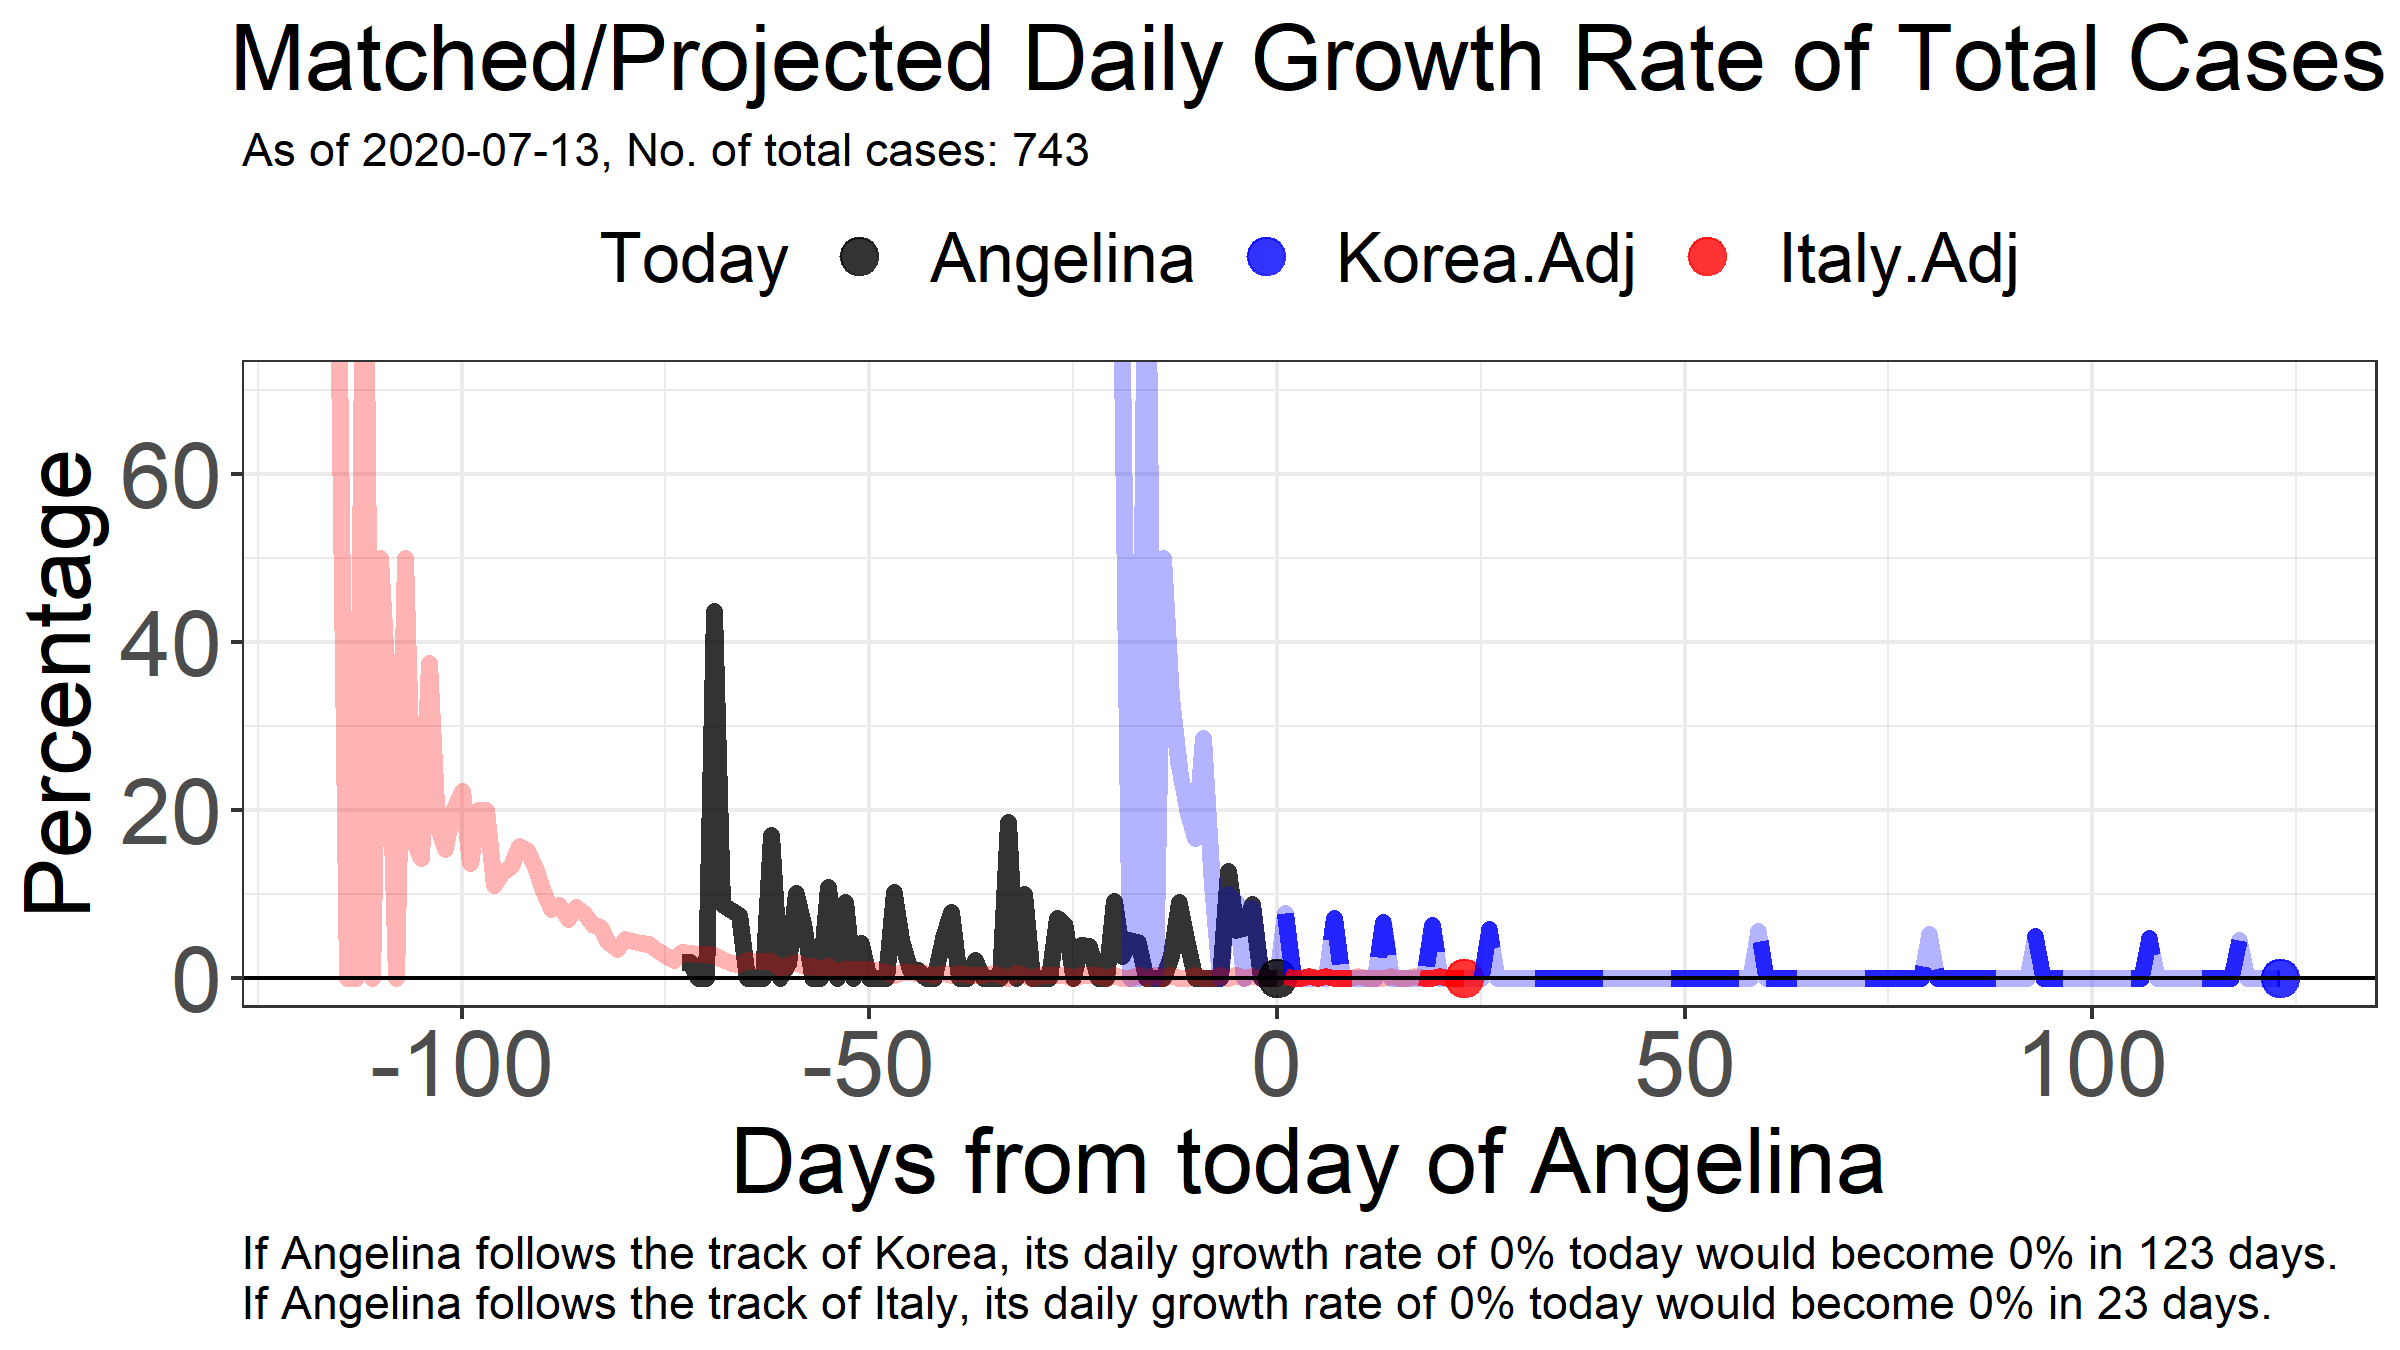 Matched/Projected Daily Growth Rate of Total Cases
As of 2020-07-13, No. of total cases: 743
Today Angelina Korea.Adj Italy.Adj
Percentage
60
40
20
0
-100 -50 0 50 100
Days from today of Angelina
If Angelina follows the track of Korea, its daily growth rate of 0% today would become 0% in 123 days.
If Angelina follows the track of Italy, its daily growth rate of 0% today would become 0% in 23 days.